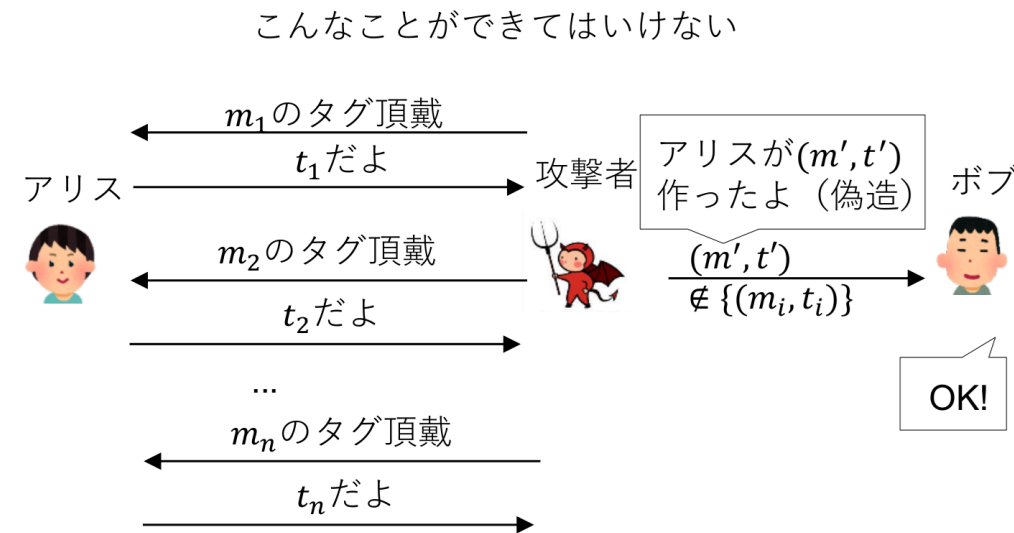 こんなことができてはいけない
m₁のタグ頂戴
t₁だよ
アリス
攻撃者
アリスが(m′, t′)
作ったよ（偽造）
ボブ
m₂のタグ頂戴
t₂だよ
(m′, t′)
∉ {(mᵢ, tᵢ)}
OK!
...
mₙのタグ頂戴
tₙだよ